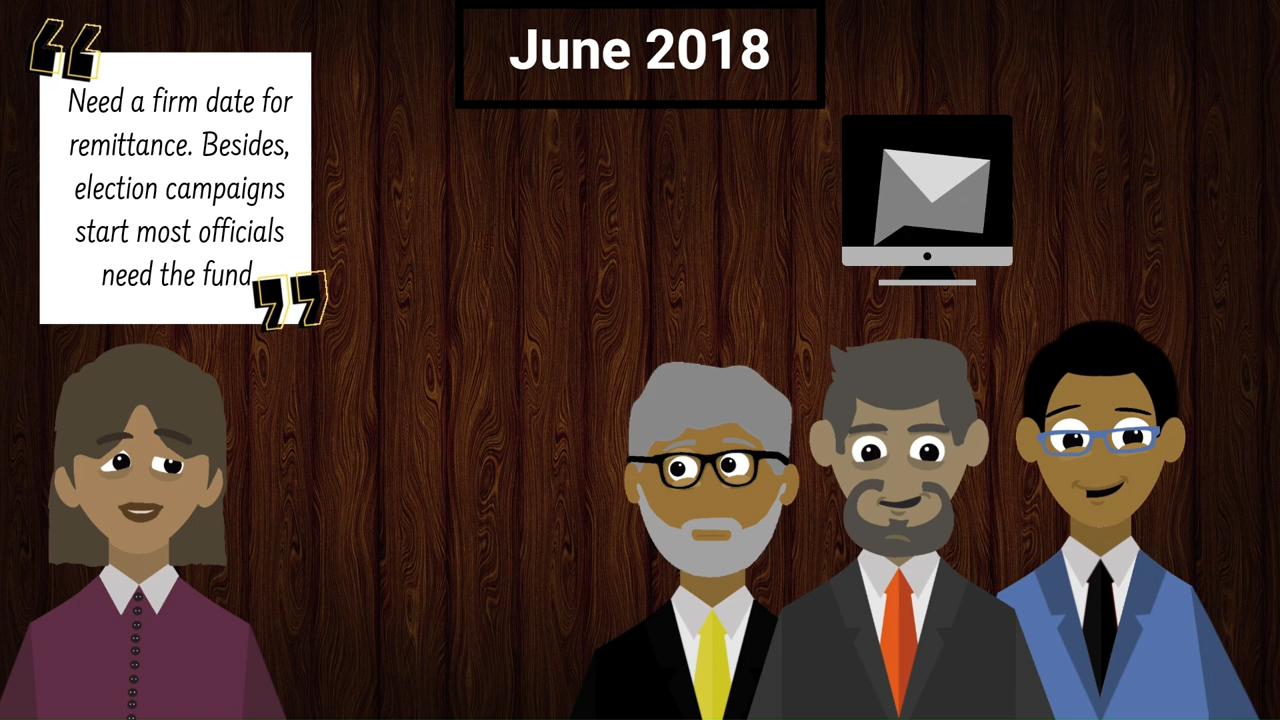 June 2018
Need a firm date for
remittance. Besides,
election campaigns
start most officials
need the fund